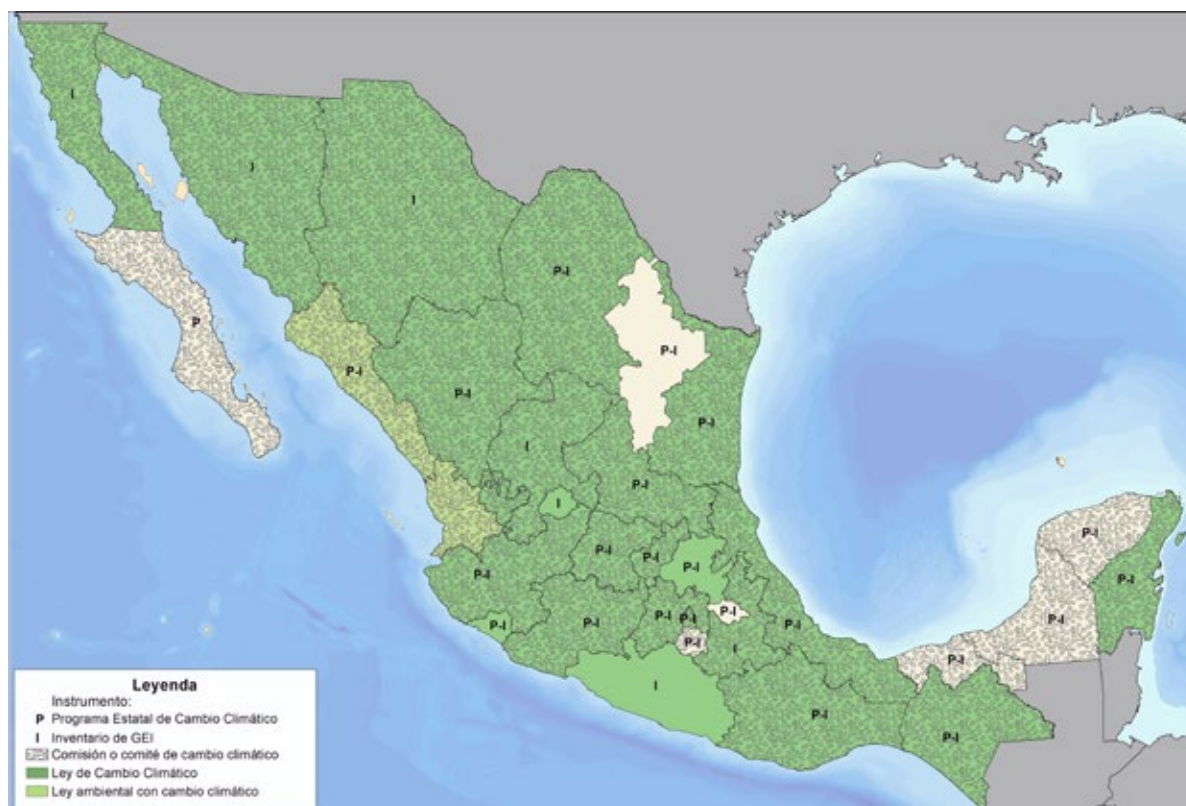 I
I
I
P-I
P
P-I
P-I
P-I
P-I
I
P-I
I
P-I
P-I
P-I
P-I
P-I
P-I
P-I
P-I
P-I
P-I
P-I
P-I
P-I
P-I
I
P-I
P-I
I
P-I
P-I
Leyenda
Instrumento:
P Programa Estatal de Cambio Climático
I Inventario de GEI
Comisión o comité de cambio climático
Ley de Cambio Climático
Ley ambiental con cambio climático